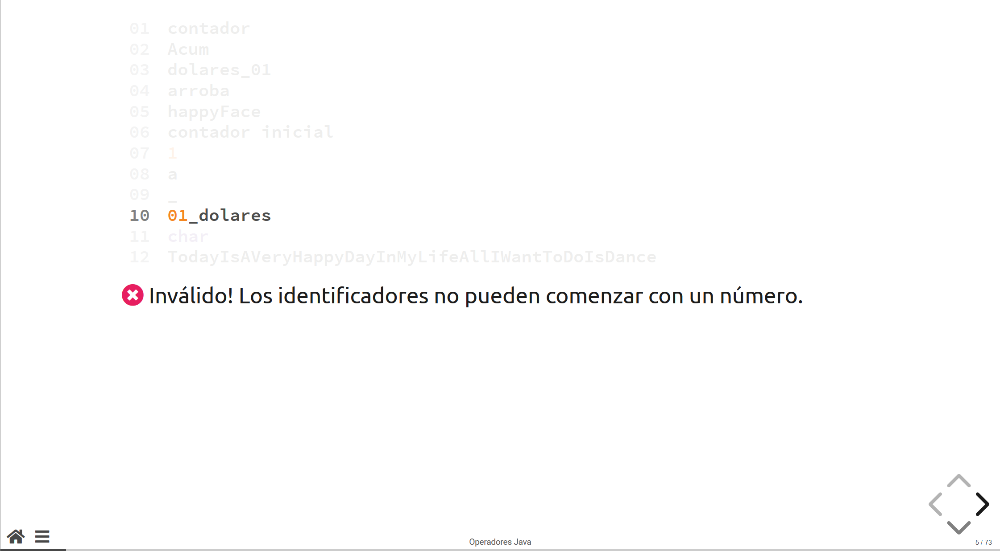 01 contador
02 Acum
03 dolares_01
04 arroba
05 happyFace
06 contador inicial
07 1
08 a
09 _
10 01_dolares
11 char
12 TodayIsAVeryHappyDayInMyLifeAllIWantToDoIsDance
Inválido! Los identificadores no pueden comenzar con un número.
Operadores Java
5 / 73